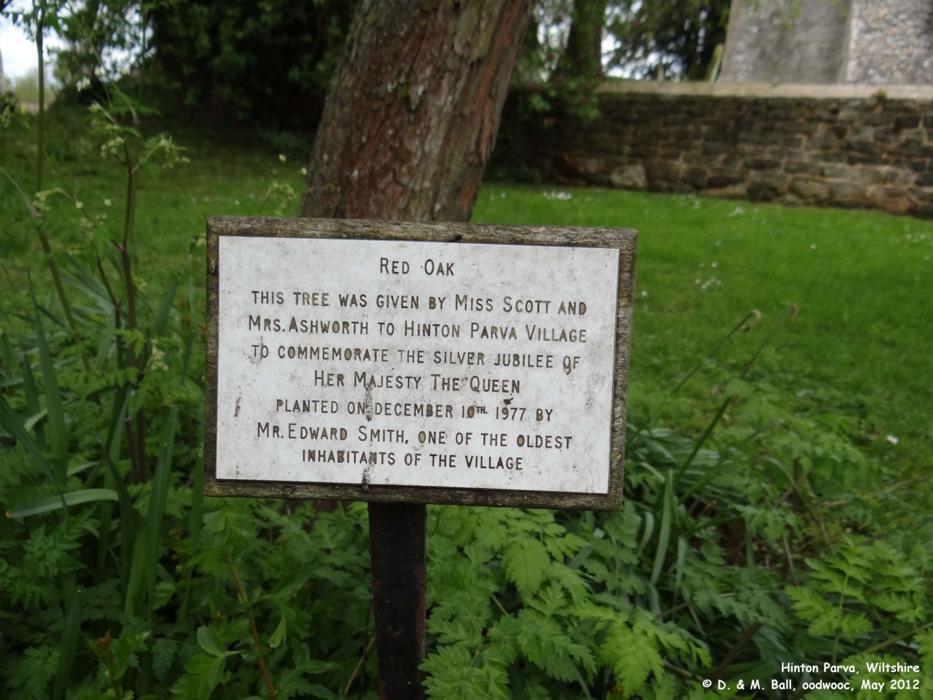 RED OAK
THIS TREE WAS GIVEN BY MISS SCOTT AND
MRS. ASHWORTH TO HINTON PARVA VILLAGE
TO COMMEMORATE THE SILVER JUBILEE OF
HER MAJESTY THE QUEEN
PLANTED ON DECEMBER 10TH. 1977 BY
MR. EDWARD SMITH, ONE OF THE OLDEST
INHABITANTS OF THE VILLAGE
Hinton Parva, Wiltshire
© D. & M. Ball, oodwooc, May 2012